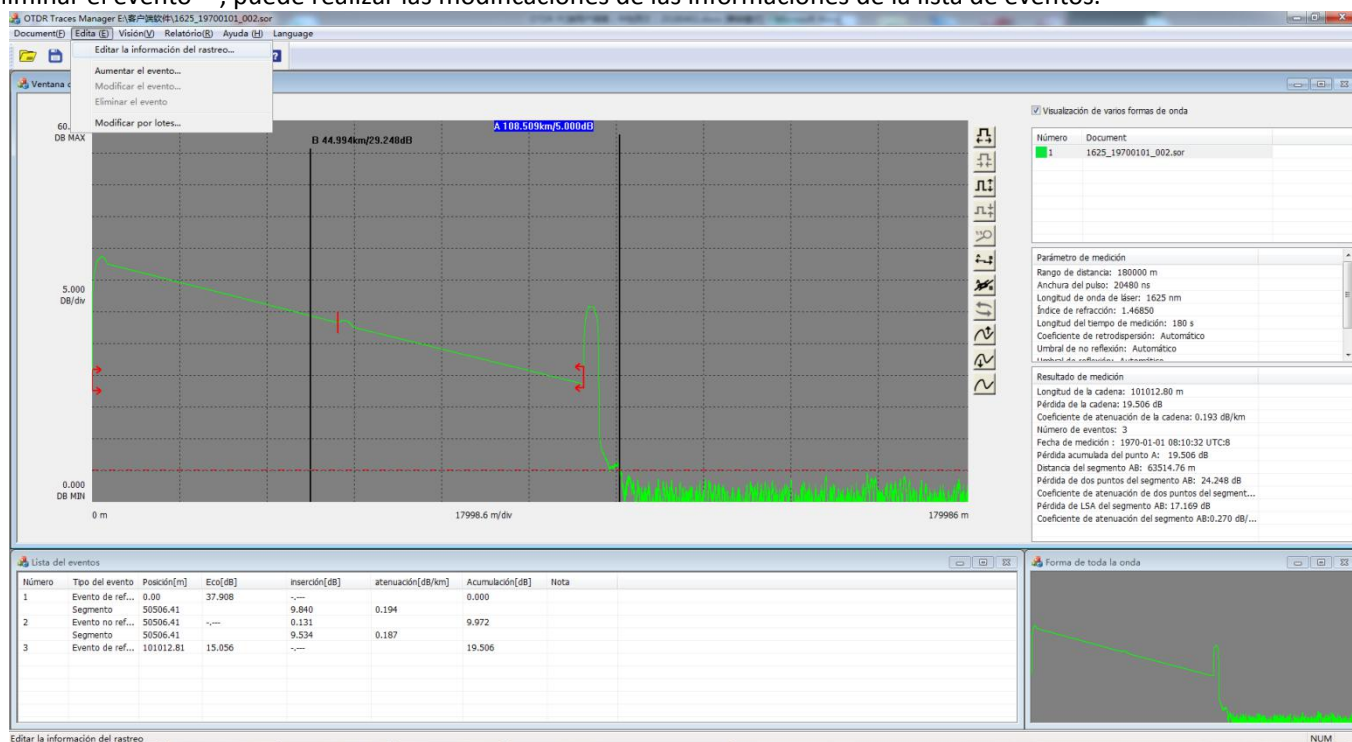 eliminar el evento", puede realizar las modificaciones de las informaciones de la lista de eventos.
OTDR Traces Manager E:\客户端软件\1625_19700101_002.sor
Document(F) Edita (E) Visión(V) Relatório(R) Ayuda (H) Language
Editar la información del rastreo...
Aumentar el evento...
Modificar el evento...
Eliminar el evento
Modificar por lotes...
Ventana
60.
DB MAX
A 108.509km/5.000dB
B 44.994km/29.248dB
5.000
DB/div
0.000
DB MIN
0 m 17998.6 m/div 179986 m
Visualización de varios formas de onda
Número Document
1 1625_19700101_002.sor
Parámetro de medición
Rango de distancia: 180000 m
Anchura del pulso: 20480 ns
Longitud de onda de láser: 1625 nm
Índice de refracción: 1.46850
Longitud del tiempo de medición: 180 s
Coeficiente de retrodispersión: Automático
Umbral de no reflexión: Automático
Umbral de reflexión: Automático
Resultado de medición
Longitud de la cadena: 101012.80 m
Pérdida de la cadena: 19.506 dB
Coeficiente de atenuación de la cadena: 0.193 dB/km
Número de eventos: 3
Fecha de medición : 1970-01-01 08:10:32 UTC:8
Pérdida acumulada del punto A: 19.506 dB
Distancia del segmento AB: 63514.76 m
Pérdida de dos puntos del segmento AB: 24.248 dB
Coeficiente de atenuación de dos puntos del segment...
Pérdida de LSA del segmento AB: 17.169 dB
Coeficiente de atenuación del segmento AB:0.270 dB/...
Lista del eventos
Número Tipo del evento Posición[m] Eco[dB] inserción[dB] atenuación[dB/km] Acumulación[dB] Nota
1 Evento de ref... 0.00 37.908 -.--- 0.000
Segmento 50506.41 9.840 0.194
2 Evento no ref... 50506.41 -.--- 0.131 9.972
Segmento 50506.41 9.534 0.187
3 Evento de ref... 101012.81 15.056 -.--- 19.506
Forma de toda la onda
Editar la información del rastreo NUM